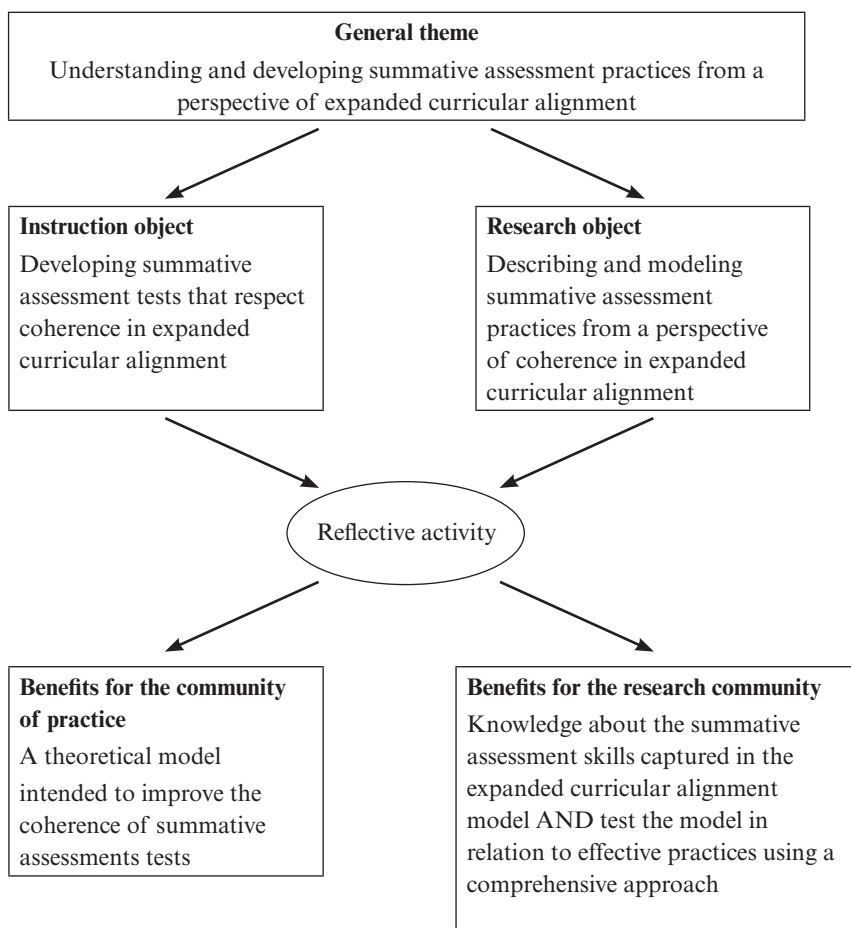 General theme
Understanding and developing summative assessment practices from a
perspective of expanded curricular alignment
Instruction object
Developing summative
assessment tests that respect
coherence in expanded
curricular alignment
Research object
Describing and modeling
summative assessment
practices from a perspective
of coherence in expanded
curricular alignment
Reflective activity
Benefits for the community
of practice
A theoretical model
intended to improve the
coherence of summative
assessments tests
Benefits for the research community
Knowledge about the summative
assessment skills captured in the
expanded curricular alignment
model AND test the model in
relation to effective practices using a
comprehensive approach